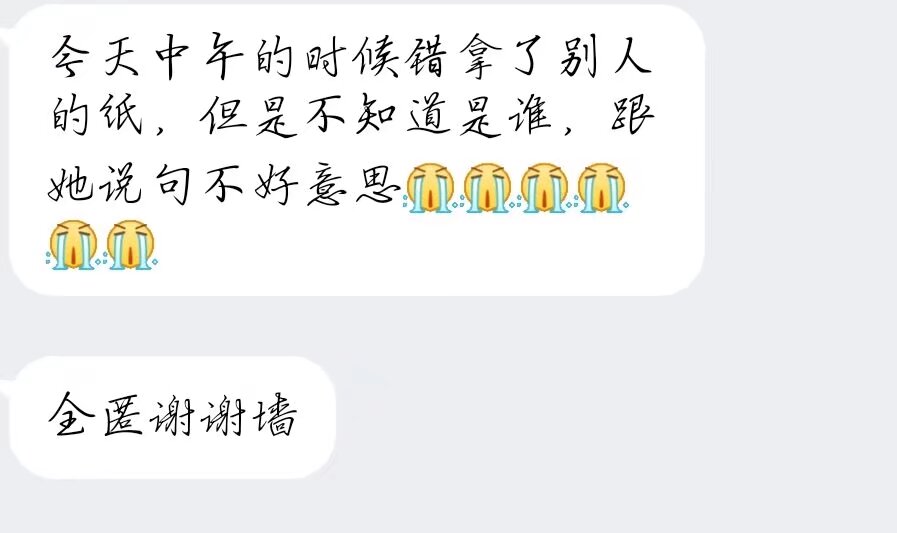 今天中午的时候错拿了别人
的纸，但是不知道是谁，跟
她说句不好意思😭😭😭😭
😭😭
全匿谢谢墙